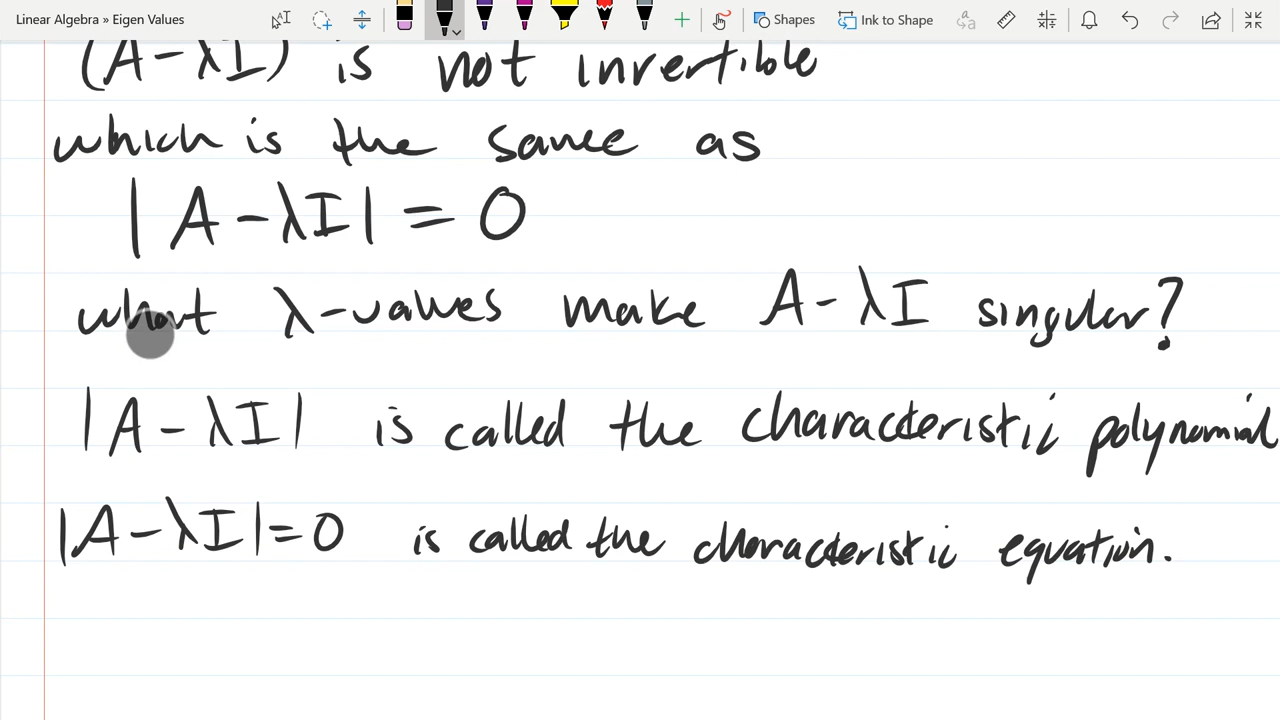 Linear Algebra » Eigen Values
Shapes
Ink to Shape
(A-λI) is not invertible
which is the same as
|A-λI| = 0
what λ-values make A-λI singular?
|A-λI| is called the characteristic polynomial
|A-λI|=0 is called the characteristic equation.